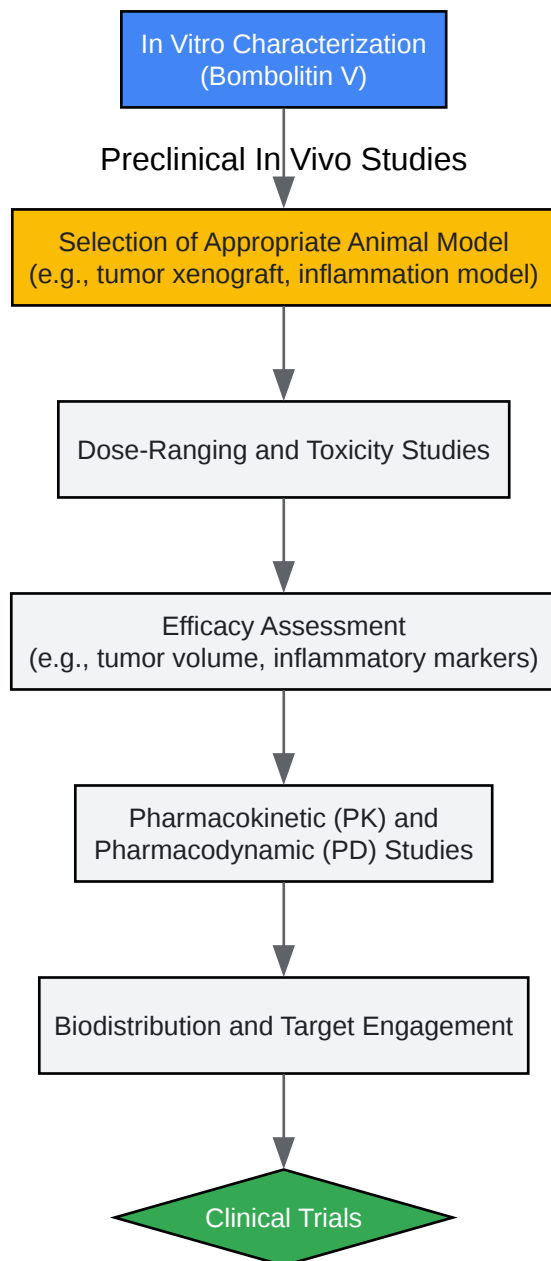 In Vitro Characterization
(Bombolitin V)
Preclinical In Vivo Studies
Selection of Appropriate Animal Model
(e.g., tumor xenograft, inflammation model)
Dose-Ranging and Toxicity Studies
Efficacy Assessment
(e.g., tumor volume, inflammatory markers)
Pharmacokinetic (PK) and
Pharmacodynamic (PD) Studies
Biodistribution and Target Engagement
Clinical Trials